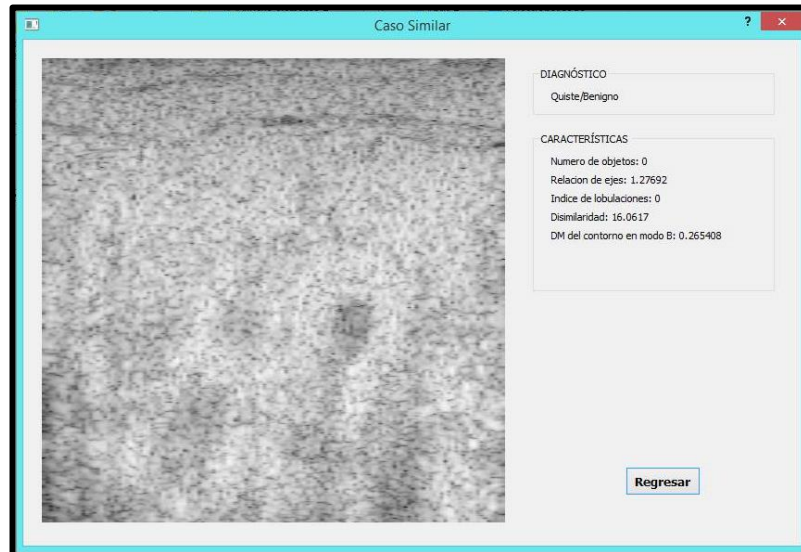 Caso Similar
?
DIAGNÓSTICO
Quiste/Benigno
CARACTERÍSTICAS
Numero de objetos: 0
Relacion de ejes: 1.27692
Indice de lobulaciones: 0
Disimilaridad: 16.0617
DM del contorno en modo B: 0.265408
Regresar